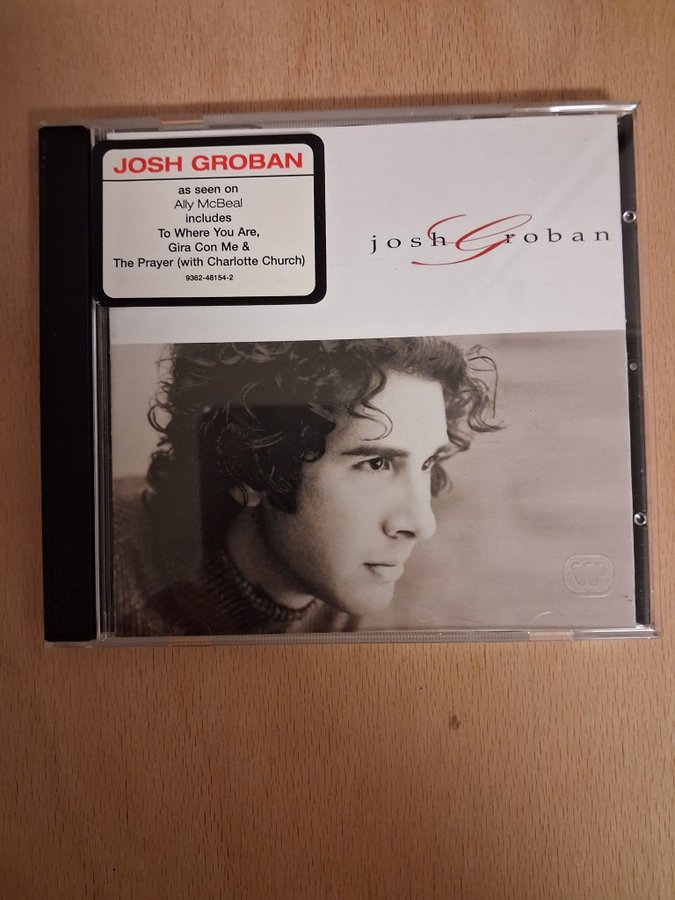 JOSH GROBAN
as seen on
Ally McBeal
includes
To Where You Are,
Gira Con Me &
The Prayer (with Charlotte Church)
9362-48154-2
josh Groban